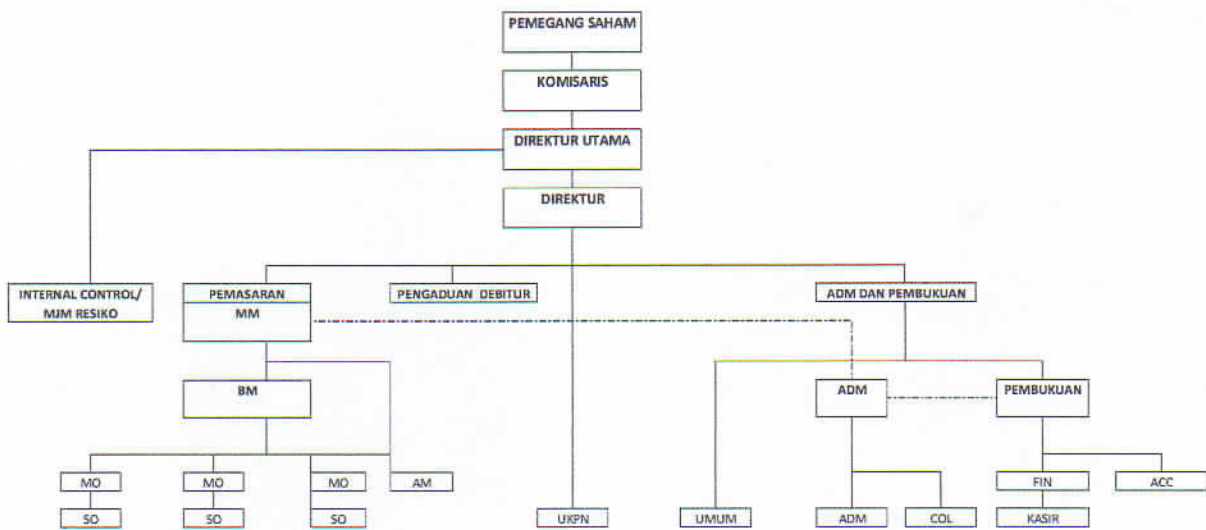 PEMEGANG SAHAM
KOMISARIS
DIREKTUR UTAMA
DIREKTUR
INTERNAL CONTROL/
MJM RESIKO
PEMASARAN
MM
PENGADUAN DEBITUR
ADM DAN PEMBUKUAN
BM
ADM
PEMBUKUAN
MO
MO
MO
AM
FIN
ACC
SO
SO
SO
UKPN
UMUM
ADM
COL
KASIR